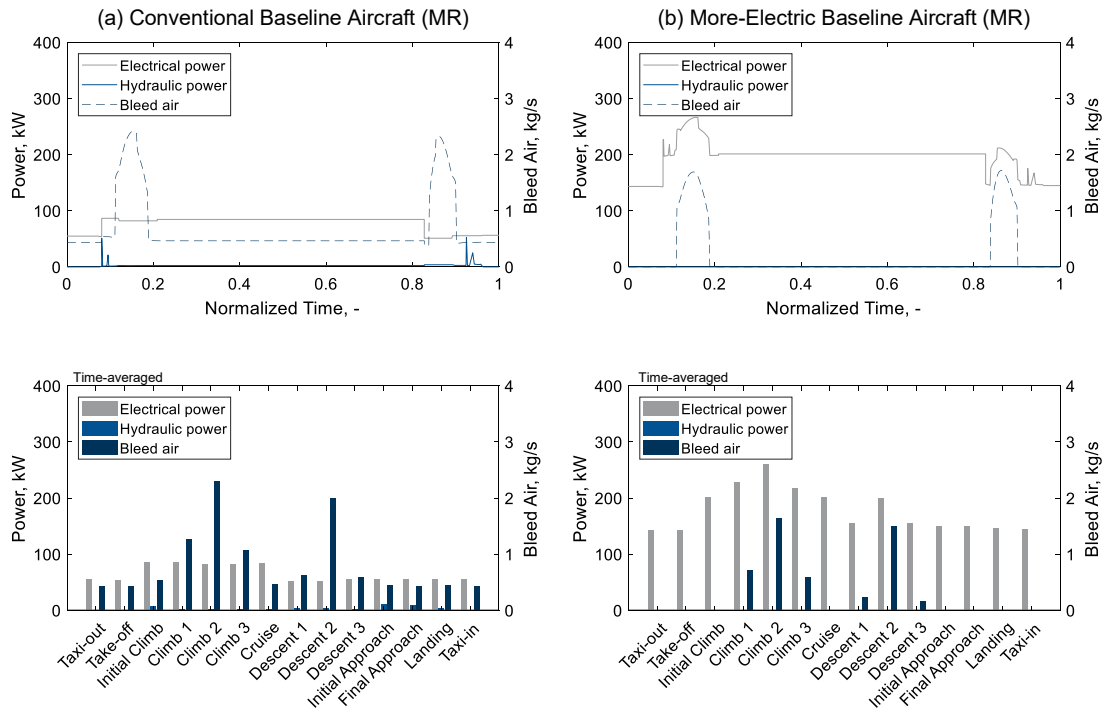 (a) Conventional Baseline Aircraft (MR)
400
300
200
100
0
Power, kW
Electrical power
Hydraulic power
Bleed air
4
3
2
1
0
Bleed Air, kg/s
0
0.2
0.4
0.6
0.8
1
Normalized Time, -
(b) More-Electric Baseline Aircraft (MR)
400
300
200
100
0
Power, kW
Electrical power
Hydraulic power
Bleed air
4
3
2
1
0
Bleed Air, kg/s
0
0.2
0.4
0.6
0.8
1
Normalized Time, -
Time-averaged
400
300
200
100
0
Power, kW
Electrical power
Hydraulic power
Bleed air
4
3
2
1
0
Bleed Air, kg/s
Taxi-out
Take-off
Initial Climb
Climb 1
Climb 2
Climb 3
Cruise
Descent 1
Descent 2
Descent 3
Initial Approach
Final Approach
Landing
Taxi-in
Time-averaged
400
300
200
100
0
Power, kW
Electrical power
Hydraulic power
Bleed air
4
3
2
1
0
Bleed Air, kg/s
Taxi-out
Take-off
Initial Climb
Climb 1
Climb 2
Climb 3
Cruise
Descent 1
Descent 2
Descent 3
Initial Approach
Final Approach
Landing
Taxi-in